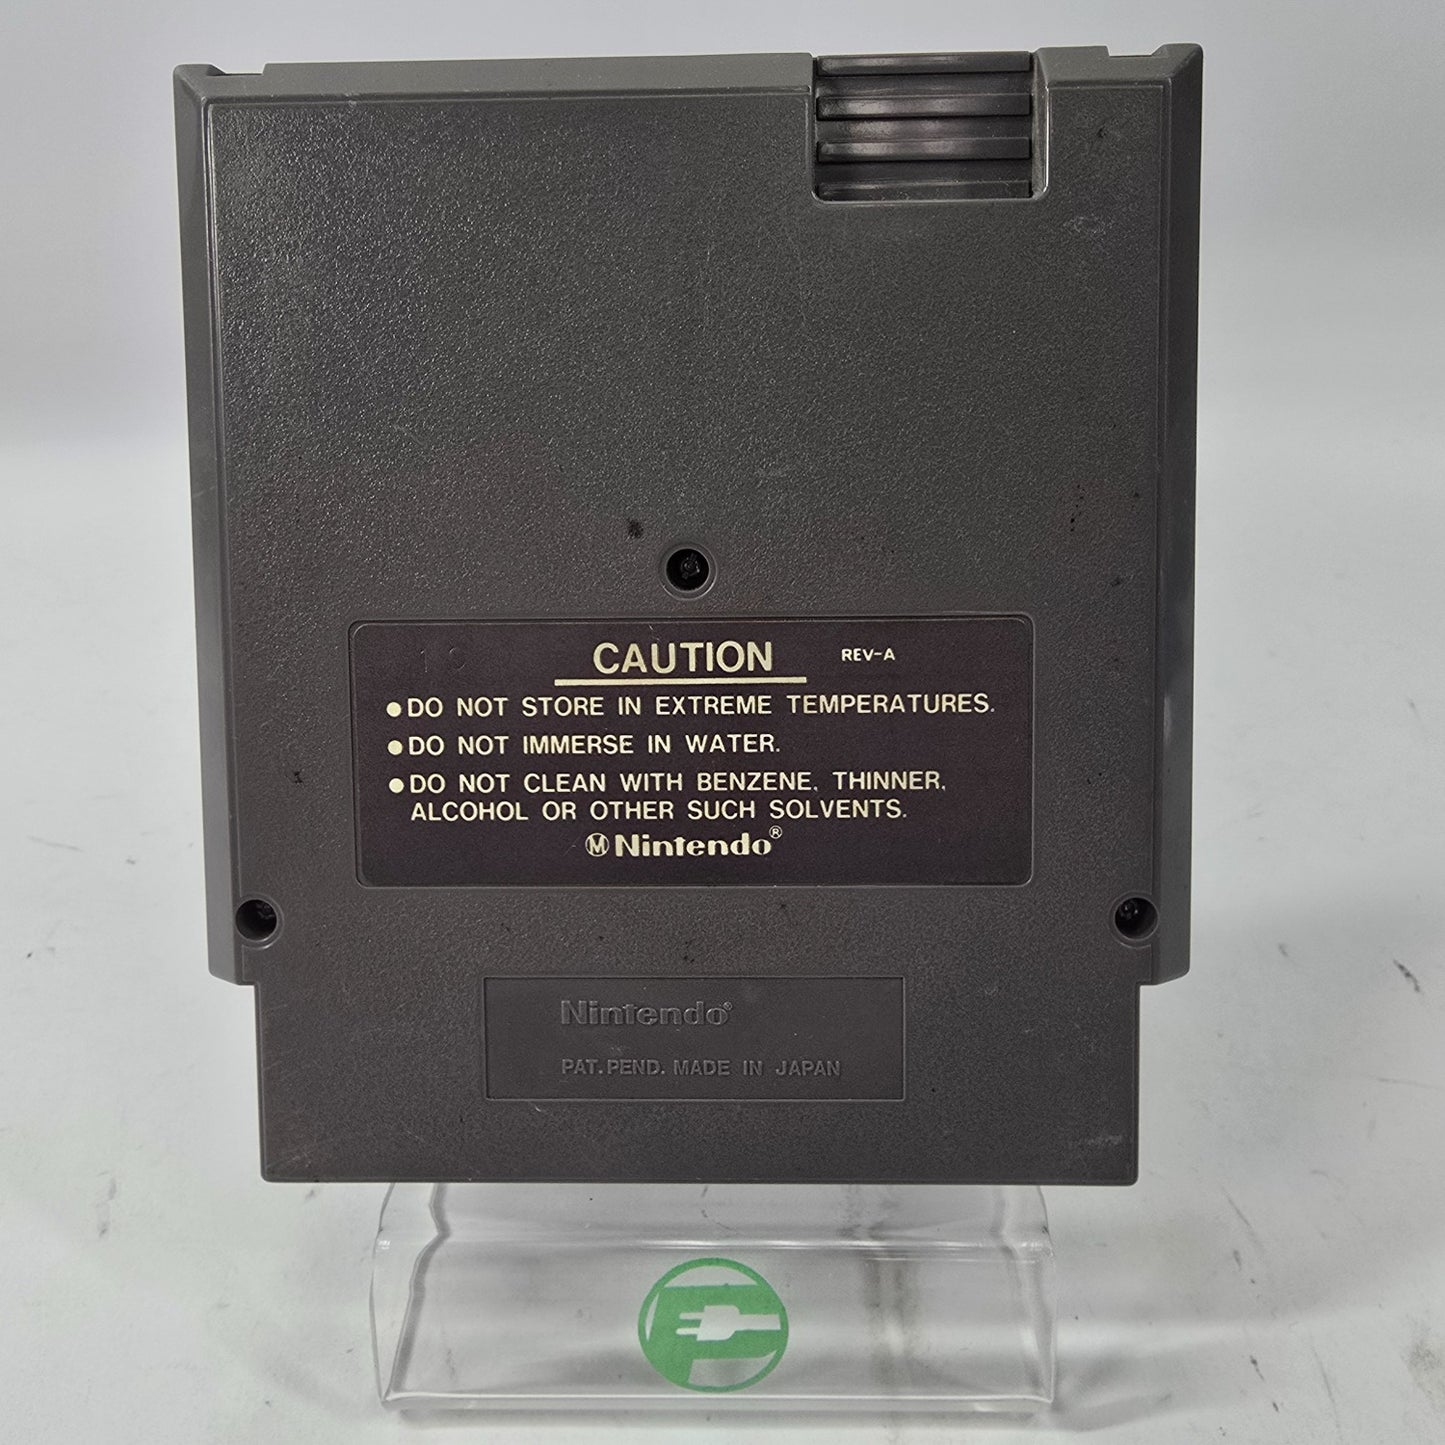 CAUTION REV-A
●DO NOT STORE IN EXTREME TEMPERATURES.
●DO NOT IMMERSE IN WATER.
●DO NOT CLEAN WITH BENZENE, THINNER,
ALCOHOL OR OTHER SUCH SOLVENTS.
Ⓜ Nintendo®
Nintendo®
PAT. PEND. MADE IN JAPAN